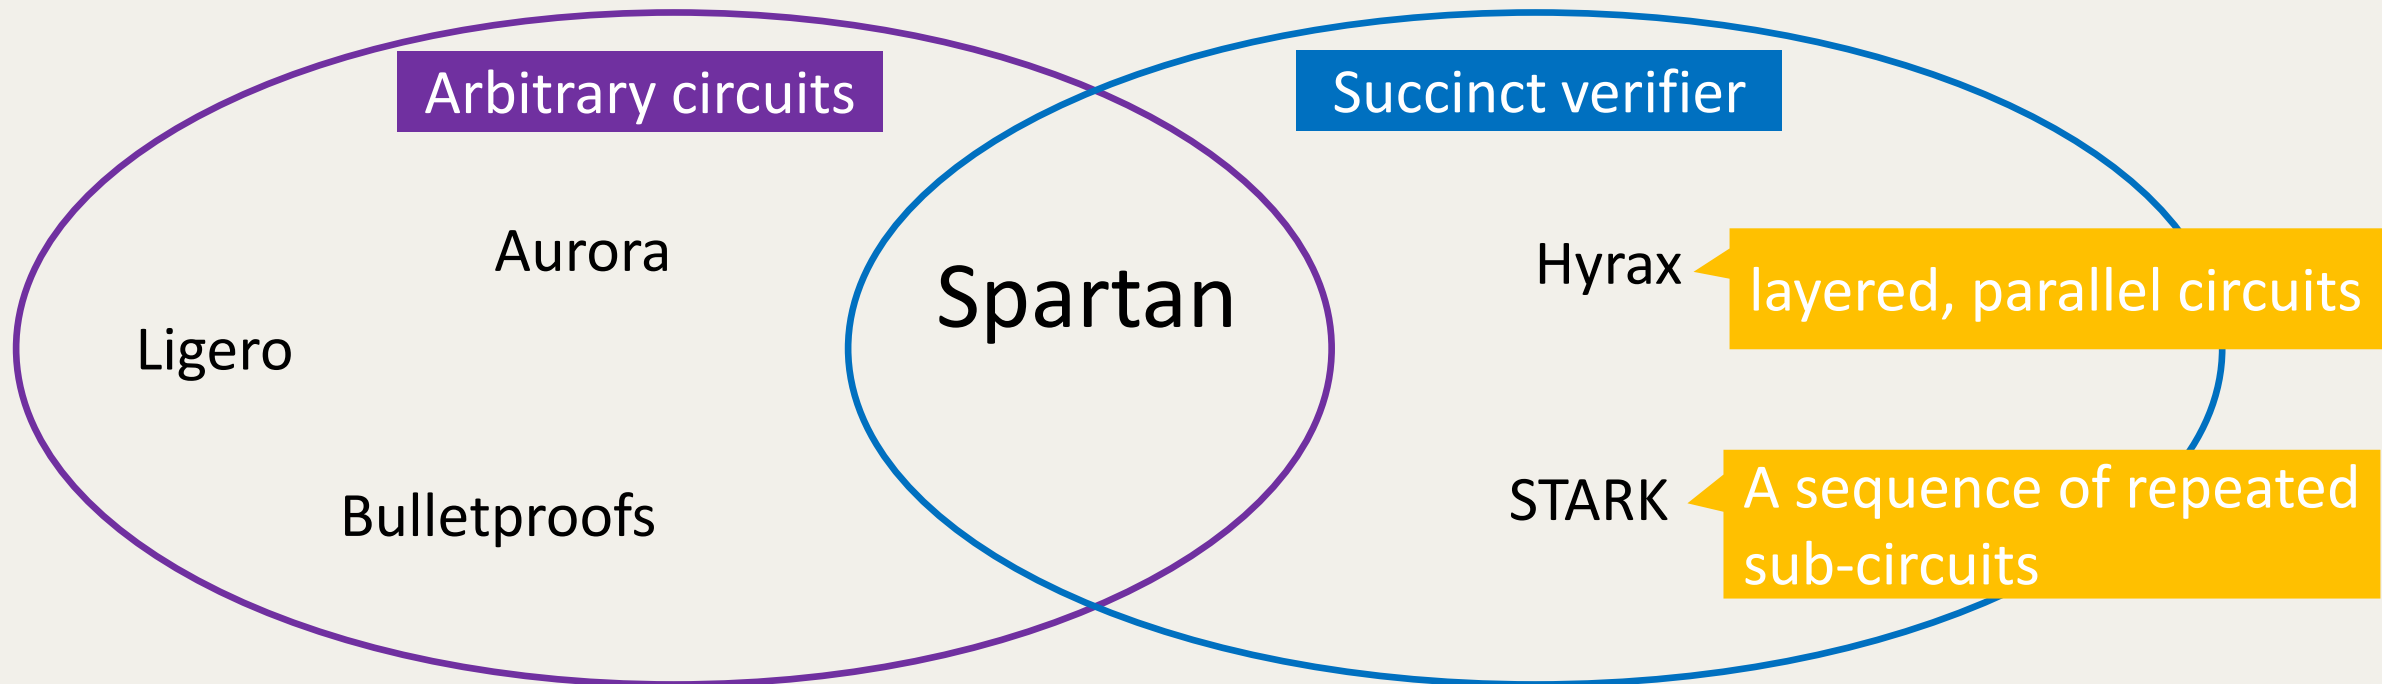 Arbitrary circuits
Succinct verifier
Aurora
Ligero
Bulletproofs
Spartan
Hyrax
layered, parallel circuits
STARK
A sequence of repeated
sub-circuits